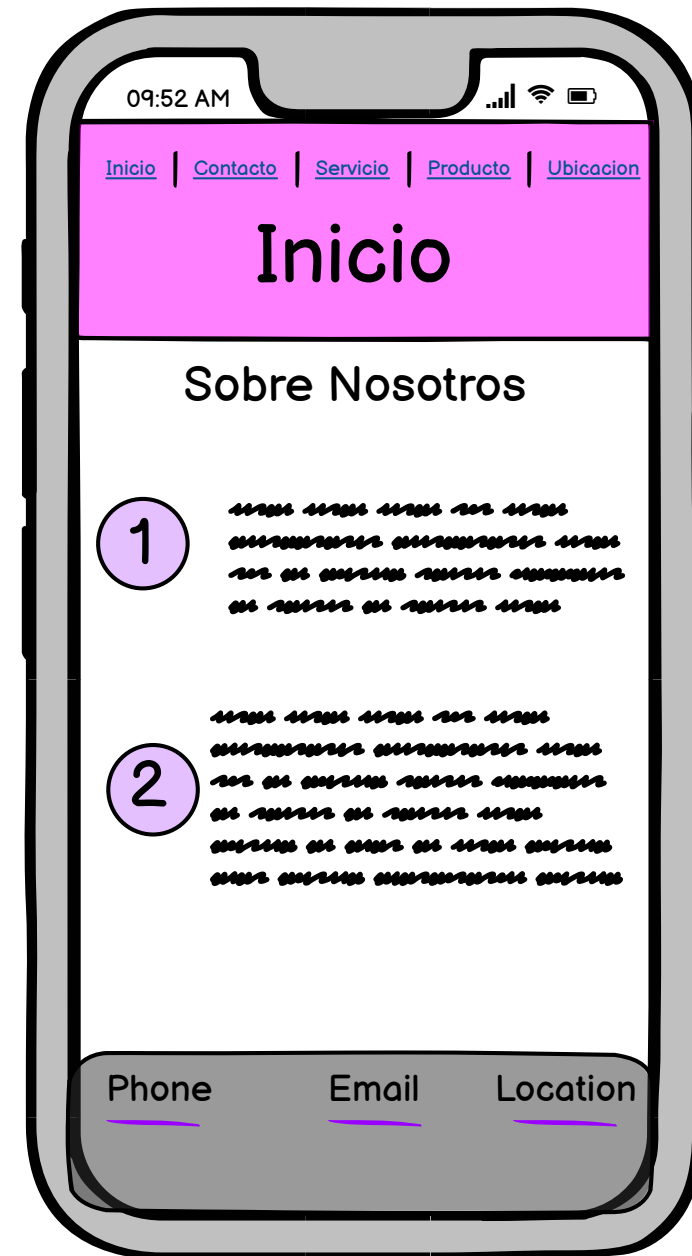 09:52 AM
Inicio | Contacto | Servicio | Producto | Ubicacion
Inicio
Sobre Nosotros
1
2
Phone Email Location